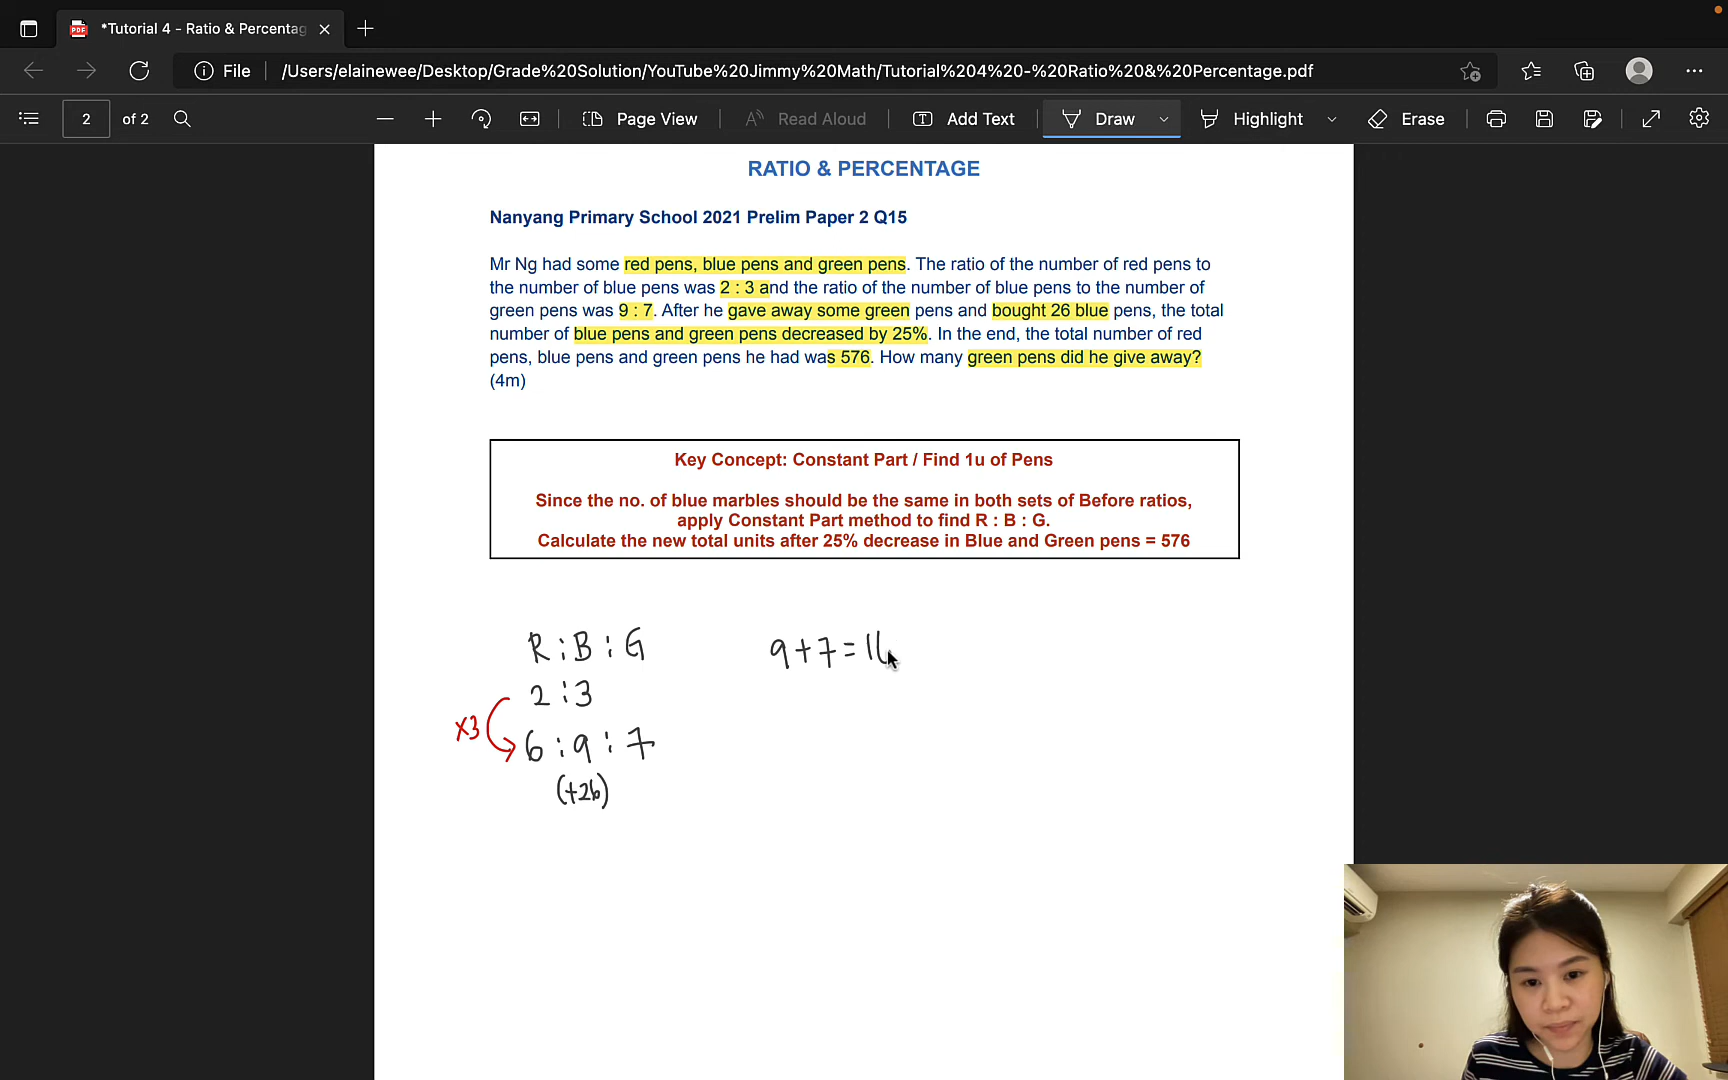 *Tutorial 4 - Ratio & Percentag
File
/Users/elainewee/Desktop/Grade%20Solution/YouTube%20Jimmy%20Math/Tutorial%204%20-%20Ratio%20&%20Percentage.pdf
2 of 2 Page View Read Aloud Add Text Draw Highlight Erase
RATIO & PERCENTAGE
Nanyang Primary School 2021 Prelim Paper 2 Q15
Mr Ng had some red pens, blue pens and green pens. The ratio of the number of red pens to
the number of blue pens was 2 : 3 and the ratio of the number of blue pens to the number of
green pens was 9 : 7. After he gave away some green pens and bought 26 blue pens, the total
number of blue pens and green pens decreased by 25%. In the end, the total number of red
pens, blue pens and green pens he had was 576. How many green pens did he give away?
(4m)
Key Concept: Constant Part / Find 1u of Pens
Since the no. of blue marbles should be the same in both sets of Before ratios,
apply Constant Part method to find R : B : G.
Calculate the new total units after 25% decrease in Blue and Green pens = 576
R : B : G
9 + 7 = 16
2 : 3
x3
6 : 9 : 7
(+26)